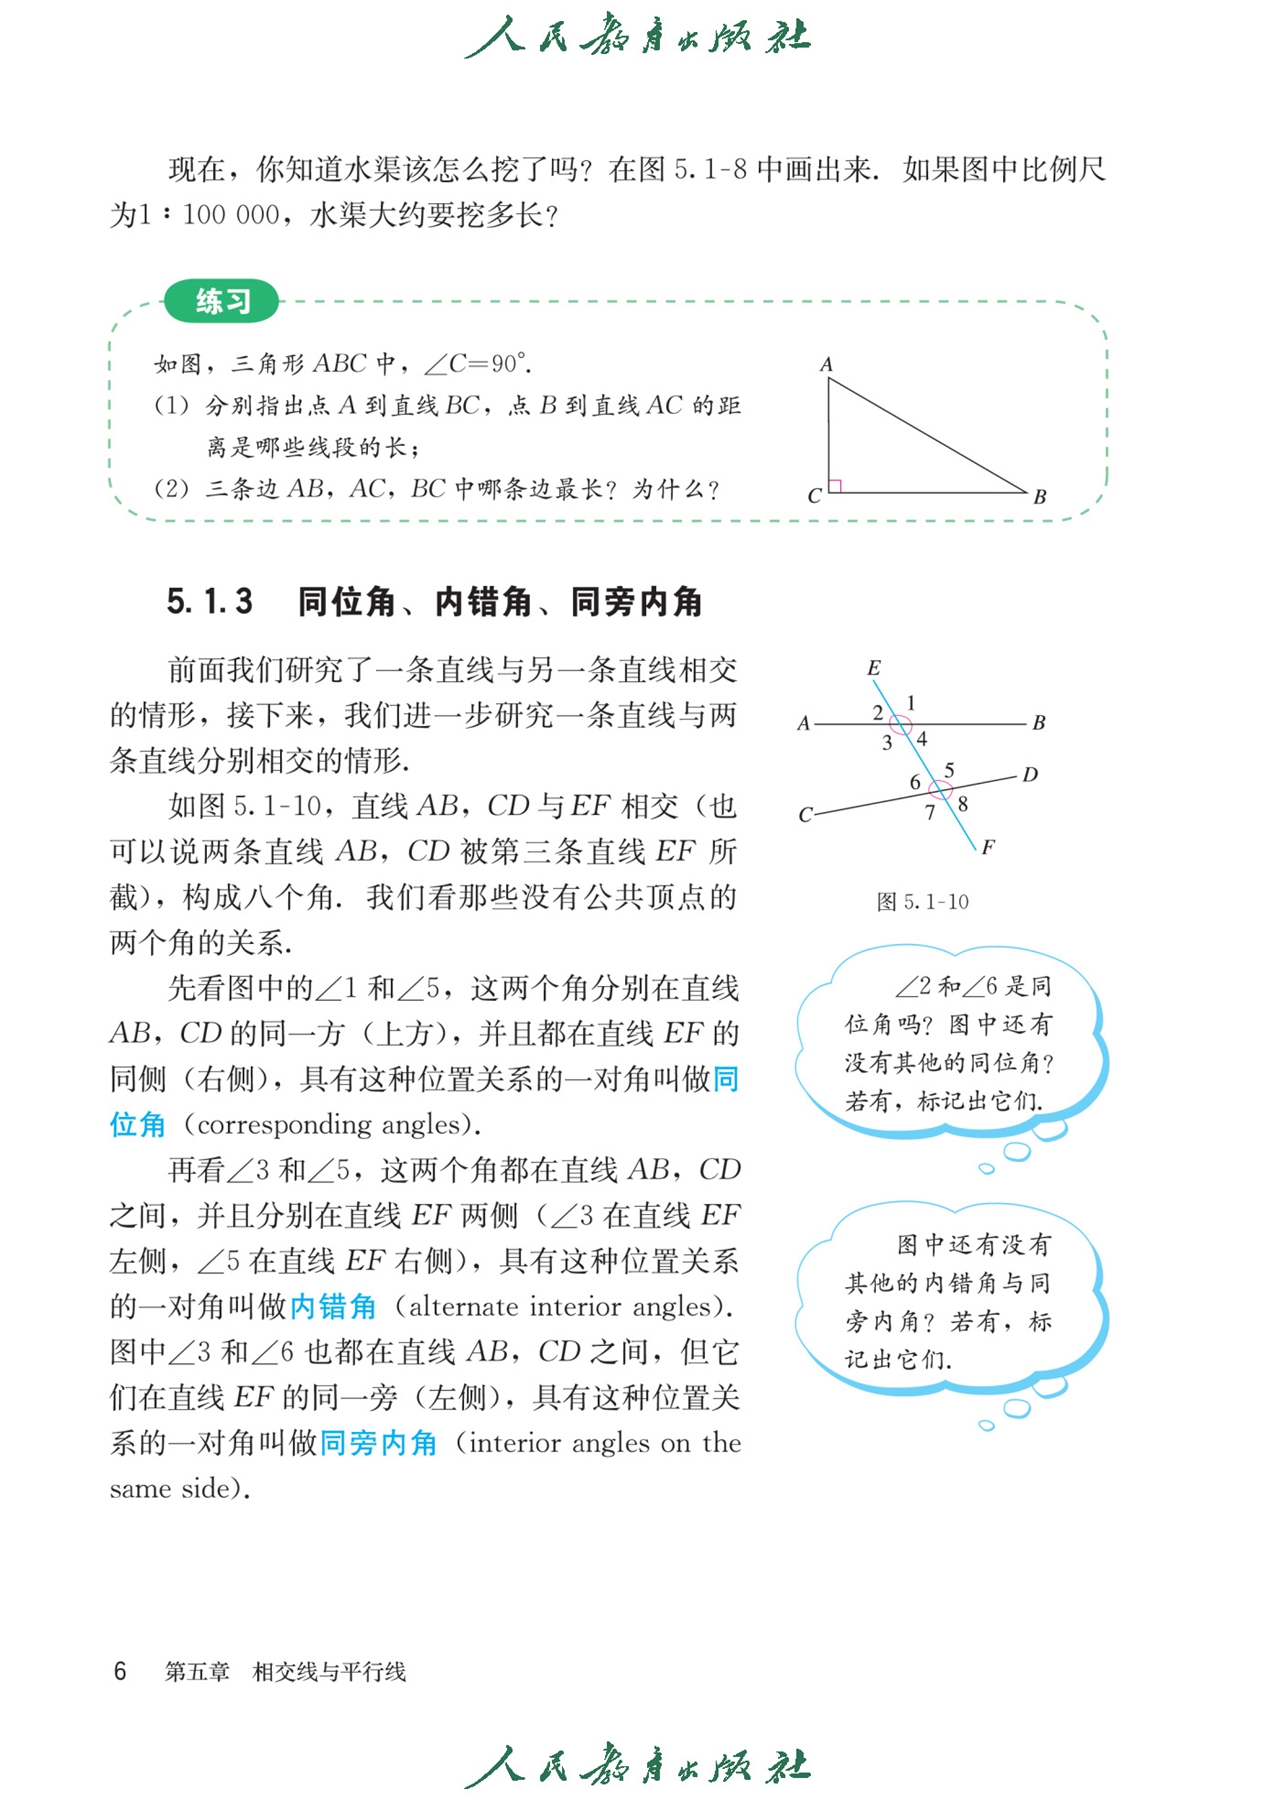 人民教育出版社
现在，你知道水渠该怎么挖了吗？在图 5.1-8 中画出来．如果图中比例尺
为1∶100 000，水渠大约要挖多长？
练习
如图，三角形 ABC 中，∠C=90°．
（1）分别指出点 A 到直线 BC，点 B 到直线 AC 的距
离是哪些线段的长；
（2）三条边 AB，AC，BC 中哪条边最长？为什么？
A
C
B
5.1.3 同位角、内错角、同旁内角
前面我们研究了一条直线与另一条直线相交
的情形，接下来，我们进一步研究一条直线与两
条直线分别相交的情形．
如图 5.1-10，直线 AB，CD 与 EF 相交（也
可以说两条直线 AB，CD 被第三条直线 EF 所
截），构成八个角．我们看那些没有公共顶点的
两个角的关系．
先看图中的∠1 和∠5，这两个角分别在直线
AB，CD 的同一方（上方），并且都在直线 EF 的
同侧（右侧），具有这种位置关系的一对角叫做同
位角（corresponding angles）．
再看∠3 和∠5，这两个角都在直线 AB，CD
之间，并且分别在直线 EF 两侧（∠3 在直线 EF
左侧，∠5 在直线 EF 右侧），具有这种位置关系
的一对角叫做内错角（alternate interior angles）．
图中∠3 和∠6 也都在直线 AB，CD 之间，但它
们在直线 EF 的同一旁（左侧），具有这种位置关
系的一对角叫做同旁内角（interior angles on the
same side）．
E
2 1
A B
3 4
5 D
6
C 7 8
F
图 5.1-10
∠2 和∠6 是同
位角吗？图中还有
没有其他的同位角？
若有，标记出它们．
图中还有没有
其他的内错角与同
旁内角？若有，标
记出它们．
6 第五章 相交线与平行线
人民教育出版社